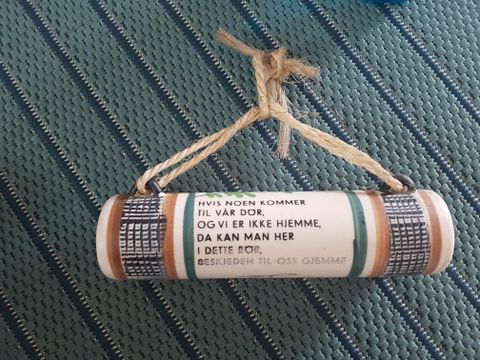 HVIS NOEN KOMMER
TIL VÅR DØR,
OG VI ER IKKE HJEMME,
DA KAN MAN HER
I DETTE RØR,
BESKJEDEN TIL OSS GJEMME